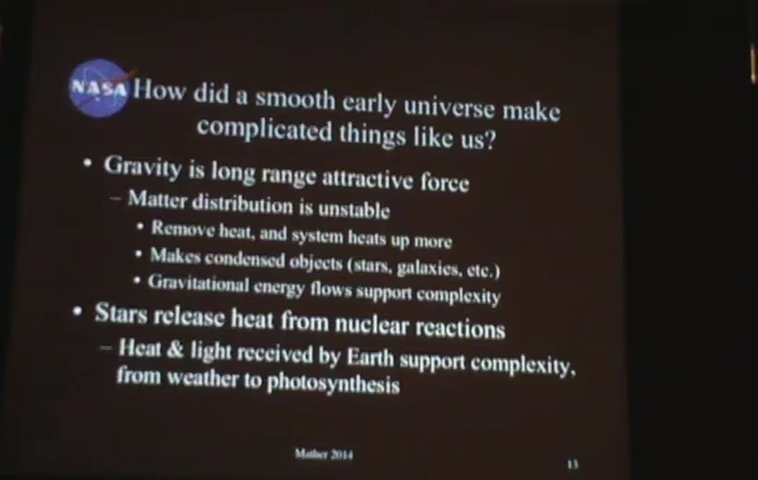 NASA
How did a smooth early universe make
complicated things like us?
• Gravity is long range attractive force
– Matter distribution is unstable
• Remove heat, and system heats up more
• Makes condensed objects (stars, galaxies, etc.)
• Gravitational energy flows support complexity
• Stars release heat from nuclear reactions
– Heat & light received by Earth support complexity,
from weather to photosynthesis
Mather 2014
13